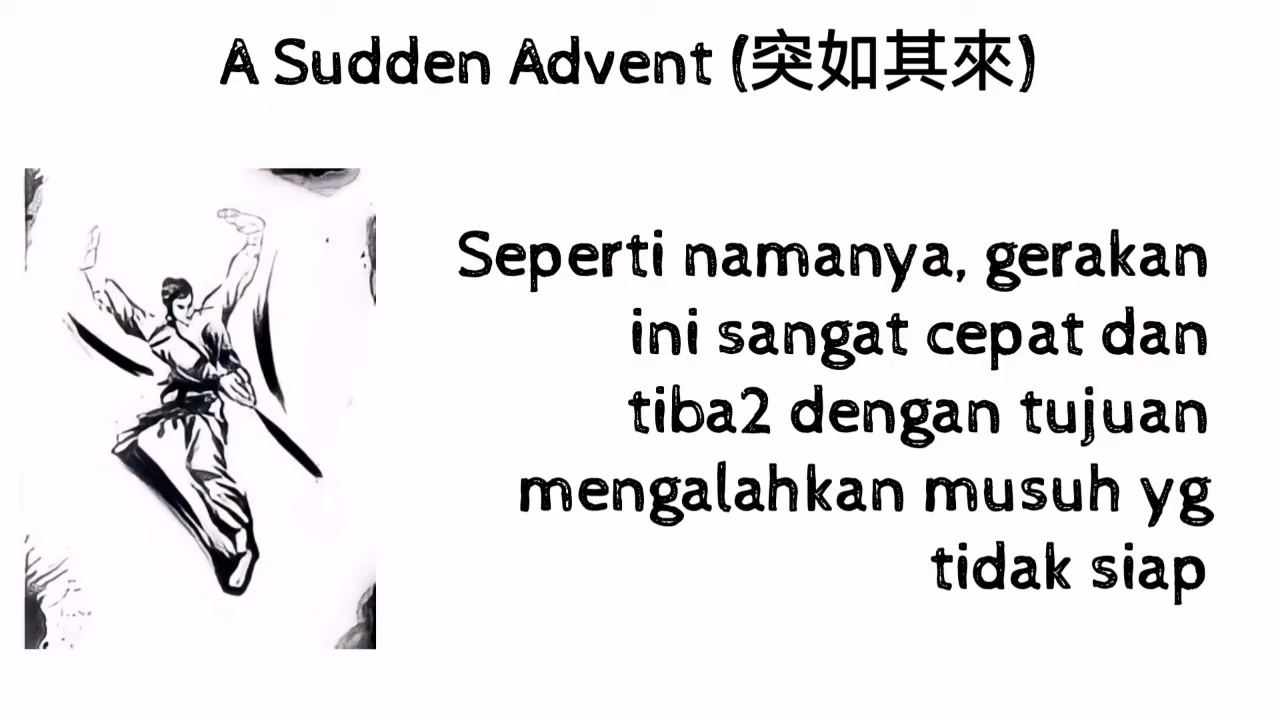 A Sudden Advent (突如其來)
Seperti namanya, gerakan
ini sangat cepat dan
tiba2 dengan tujuan
mengalahkan musuh yg
tidak siap